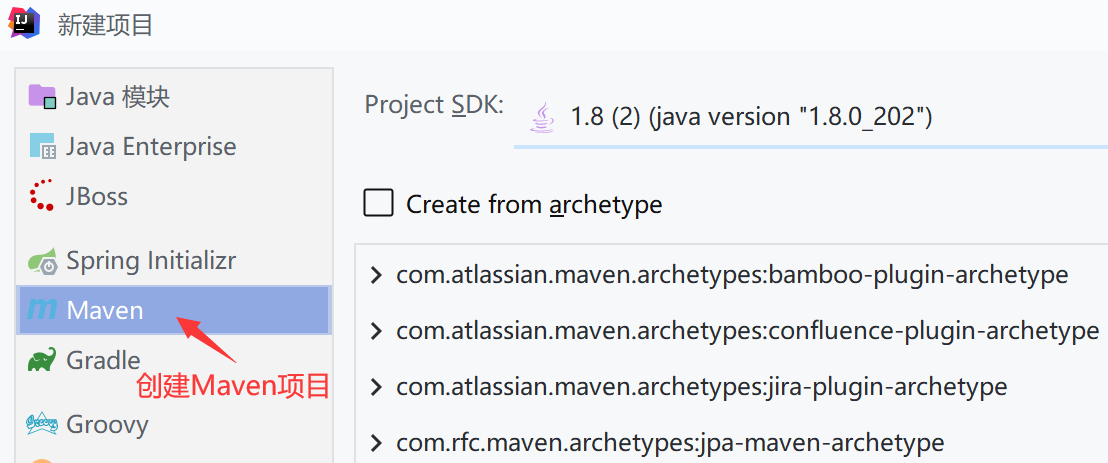 新建项目
Java 模块
Java Enterprise
JBoss
Spring Initializr
Maven
Gradle
创建Maven项目
Groovy
Project SDK:
1.8 (2) (java version "1.8.0_202")
Create from archetype
com.atlassian.maven.archetypes:bamboo-plugin-archetype
com.atlassian.maven.archetypes:confluence-plugin-archetype
com.atlassian.maven.archetypes:jira-plugin-archetype
com.rfc.maven.archetypes:jpa-maven-archetype